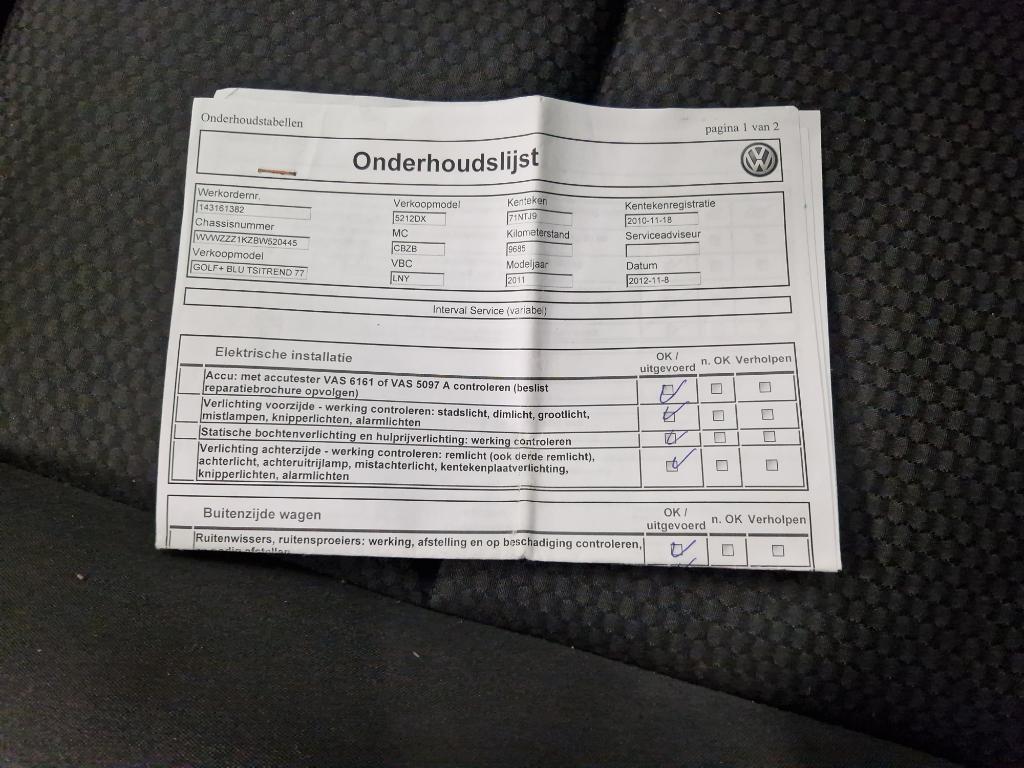 Onderhoudstabellen
pagina 1 van 2
Onderhoudslijst
Werkordernr.
143161382
Chassisnummer
WVWZZZ1KZBW520445
Verkoopmodel
GOLF+ BLU TSITREND 77
Verkoopmodel
5212DX
MC
CBZB
VBC
LNY
Kenteken
71NTJ9
Kilometerstand
9685
Modeljaar
2011
Kentekenregistratie
2010-11-18
Serviceadviseur
Datum
2012-11-8
Interval Service (variabel)
Elektrische installatie
OK /
uitgevoerd
n. OK
Verholpen
Accu: met accutester VAS 6161 of VAS 5097 A controleren (beslist
reparatiebrochure opvolgen)
Verlichting voorzijde - werking controleren: stadslicht, dimlicht, grootlicht,
mistlampen, knipperlichten, alarmlichten
Statische bochtenverlichting en hulprijverlichting: werking controleren
Verlichting achterzijde - werking controleren: remlicht (ook derde remlicht),
achterlicht, achteruitrijlamp, mistachterlicht, kentekenplaatverlichting,
knipperlichten, alarmlichten
Buitenzijde wagen
OK /
uitgevoerd
n. OK
Verholpen
Ruitenwissers, ruitensproeiers: werking, afstelling en op beschadiging controleren,